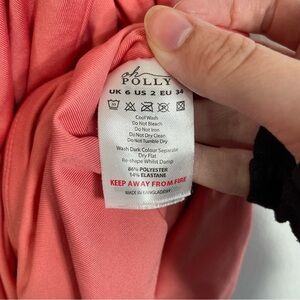 oh
POLLY
UK 6 US 2 EU 34
Cool Wash
Do Not Bleach
Do Not Iron
Do Not Dry Clean
Do Not Tumble Dry
Wash Dark Colour Separate
Dry Flat
Re-shape Whilst Damp
86% POLYESTER
14% ELASTANE
KEEP AWAY FROM FIRE
MADE IN BANGLADESH